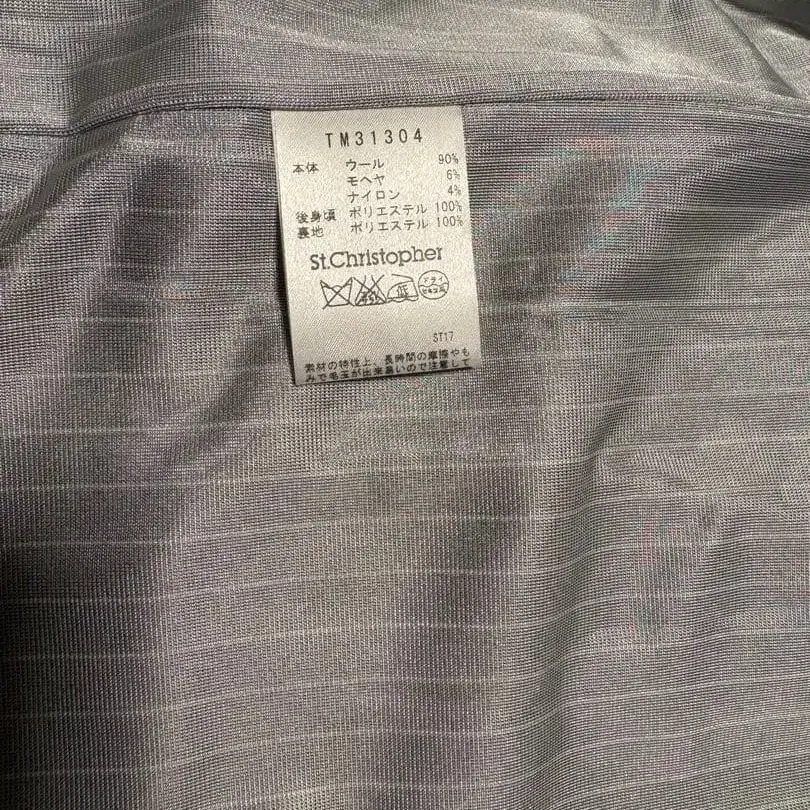 TM31304
本体 ウール 90%
モヘヤ 6%
ナイロン 4%
後身頃 ポリエステル 100%
裏地 ポリエステル 100%
St.Christopher
低
ST17
素材の特性上、長時間の摩擦やも
みで毛玉が出来易いので注意して